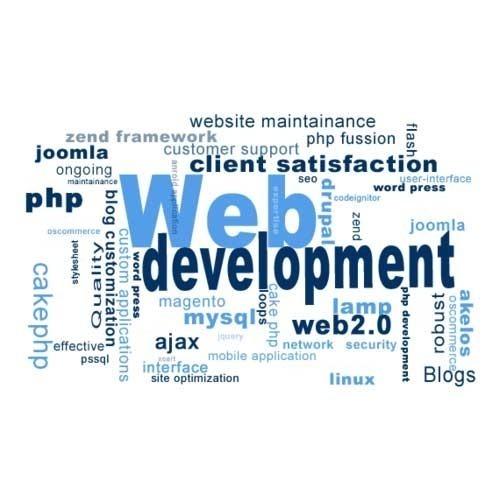 website maintainance
zend framework
customer support
php fussion
flash
joomla
client satisfaction
ongoing
maintainance
seo
user-interface
word press
php
Web
codeignitor
expertise
drupal
zend
joomla
oscommerce
blog customization
stylesheet
Quality
custom applications
word press
development
cakephp
magento
mysql
loops
cake php
lamp
web2.0
php development
robust
oscommerce
akelos
effective
pssql
ajax
jquery
network
security
interface
mobile application
site optimization
linux
Blogs